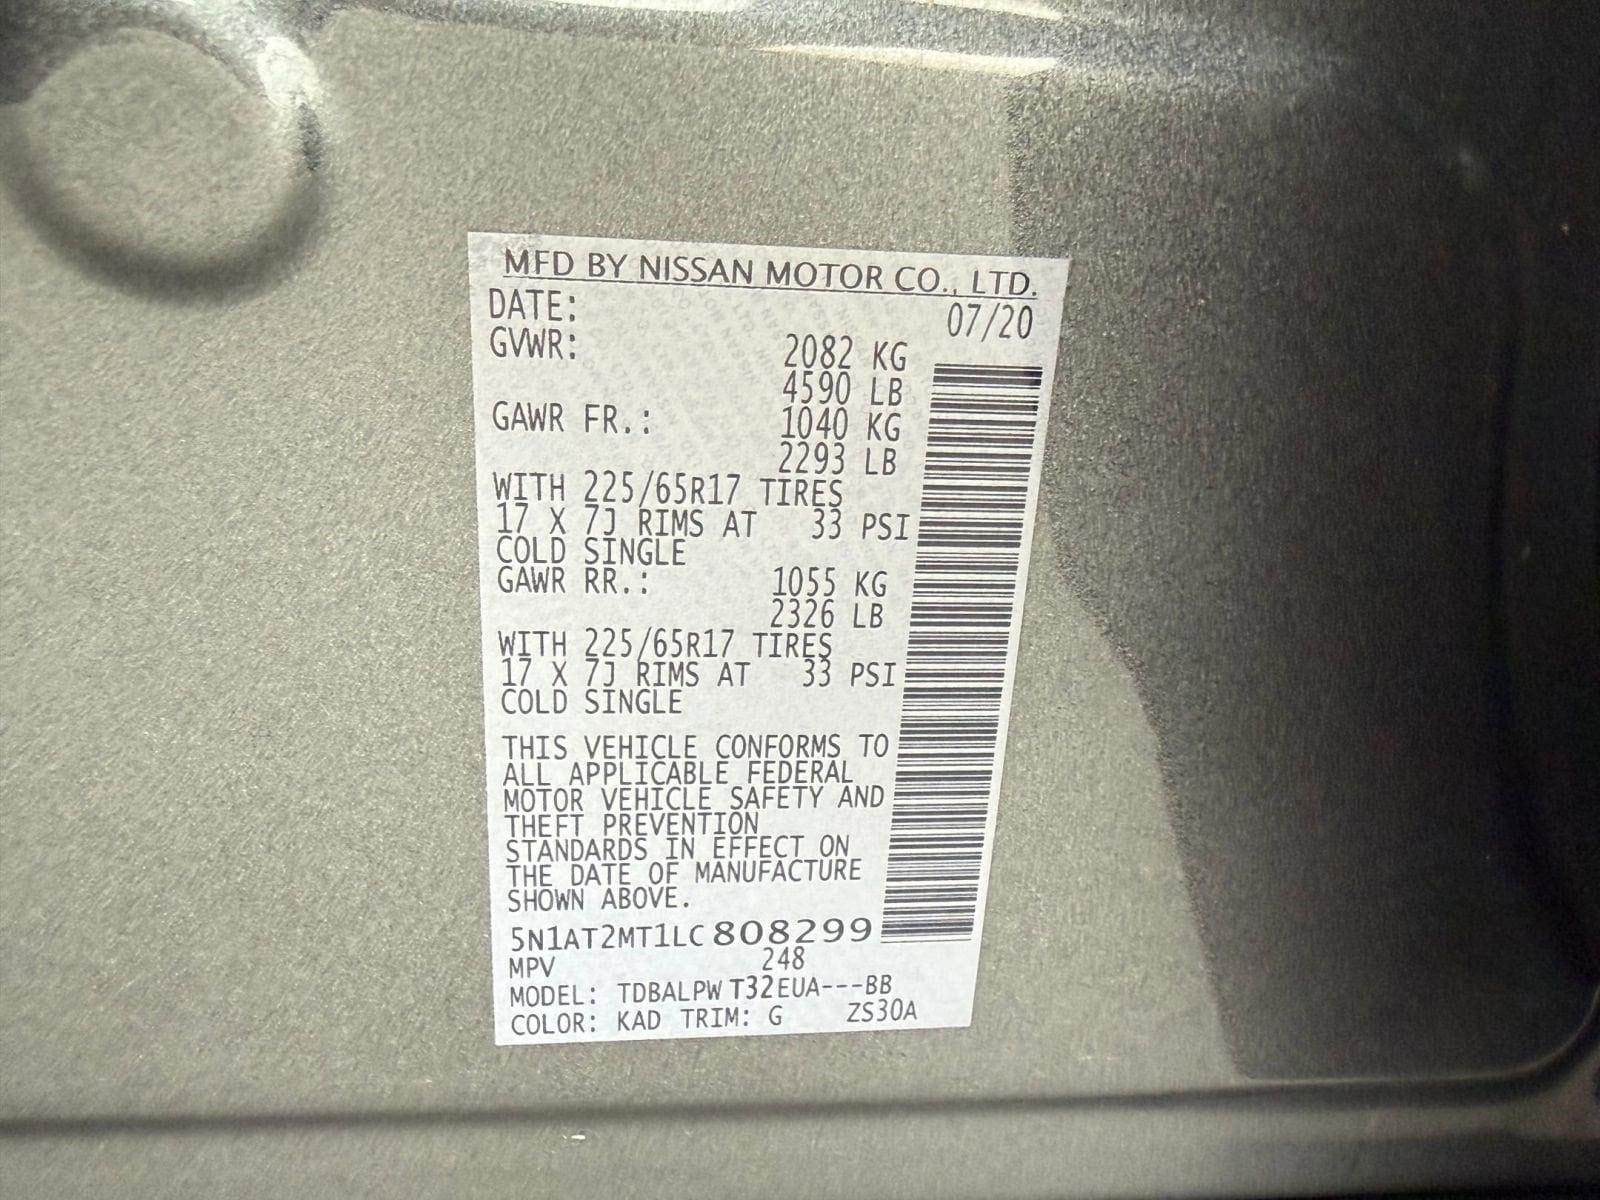 MFD BY NISSAN MOTOR CO., LTD.
DATE: 07/20
GVWR: 2082 KG
4590 LB
GAWR FR.: 1040 KG
2293 LB
WITH 225/65R17 TIRES
17 X 7J RIMS AT 33 PSI
COLD SINGLE
GAWR RR.: 1055 KG
2326 LB
WITH 225/65R17 TIRES
17 X 7J RIMS AT 33 PSI
COLD SINGLE
THIS VEHICLE CONFORMS TO
ALL APPLICABLE FEDERAL
MOTOR VEHICLE SAFETY AND
THEFT PREVENTION
STANDARDS IN EFFECT ON
THE DATE OF MANUFACTURE
SHOWN ABOVE.
5N1AT2MT1LC808299
MPV 248
MODEL: TDBALPW T32EUA---BB
COLOR: KAD TRIM: G ZS30A